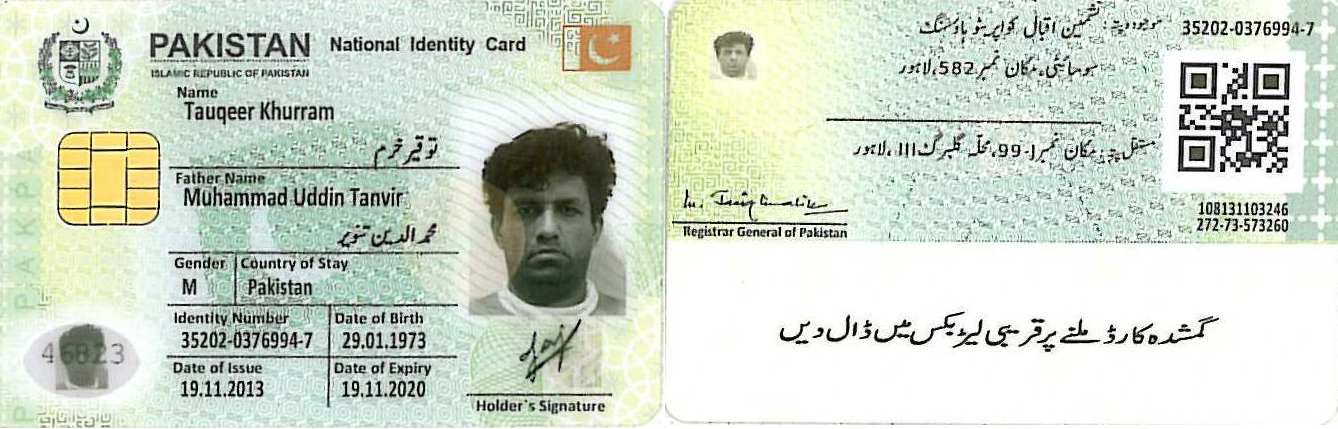 PAKISTAN National Identity Card
ISLAMIC REPUBLIC OF PAKISTAN
Name
Tauqeer Khurram
توقیر خرم
Father Name
Muhammad Uddin Tanvir
محمد الدین تنویر
Gender Country of Stay
M Pakistan
Identity Number Date of Birth
35202-0376994-7 29.01.1973
Date of Issue Date of Expiry
19.11.2013 19.11.2020
46823
Holder's Signature
35202-0376994-7
موجودہ پتہ: نشیمن اقبال کواپریٹو ہاؤسنگ
سوسائٹی، مکان نمبر 582، لاہور
مستقل پتہ: مکان نمبر 99-1، محلہ گلبرگ III، لاہور
Registrar General of Pakistan
108131103246
272-73-573260
گمشدہ کارڈ ملنے پر قریبی لیٹر بکس میں ڈال دیں